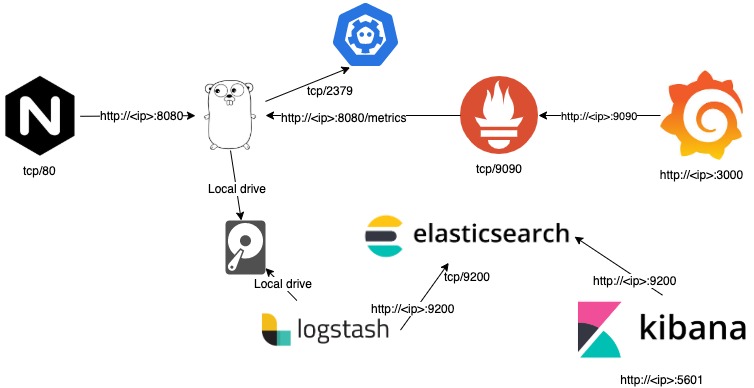 N
tcp/2379
http://<ip>:8080
http://<ip>:8080/metrics
http://<ip>:9090
tcp/80
tcp/9090
http://<ip>:3000
Local drive
elasticsearch
Local drive
tcp/9200
http://<ip>:9200
http://<ip>:9200
logstash
kibana
http://<ip>:5601